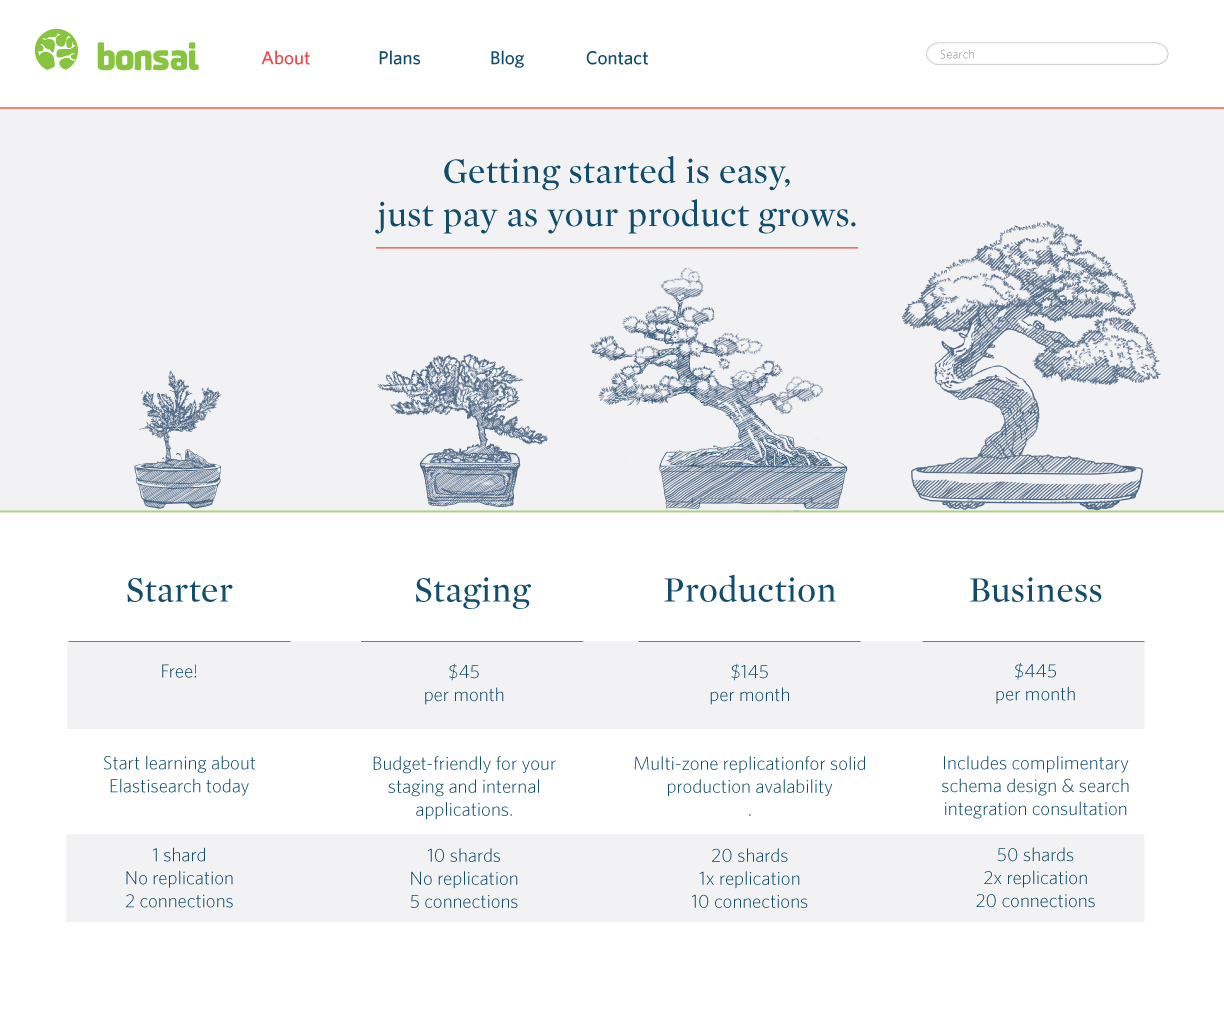 bonsai
About Plans Blog Contact
Search
Getting started is easy,
just pay as your product grows.
Starter Staging Production Business
Free!
$45
per month
$145
per month
$445
per month
Start learning about
Elastisearch today
Budget-friendly for your
staging and internal
applications.
Multi-zone replicationfor solid
production avalability
.
Includes complimentary
schema design & search
integration consultation
1 shard
No replication
2 connections
10 shards
No replication
5 connections
20 shards
1x replication
10 connections
50 shards
2x replication
20 connections